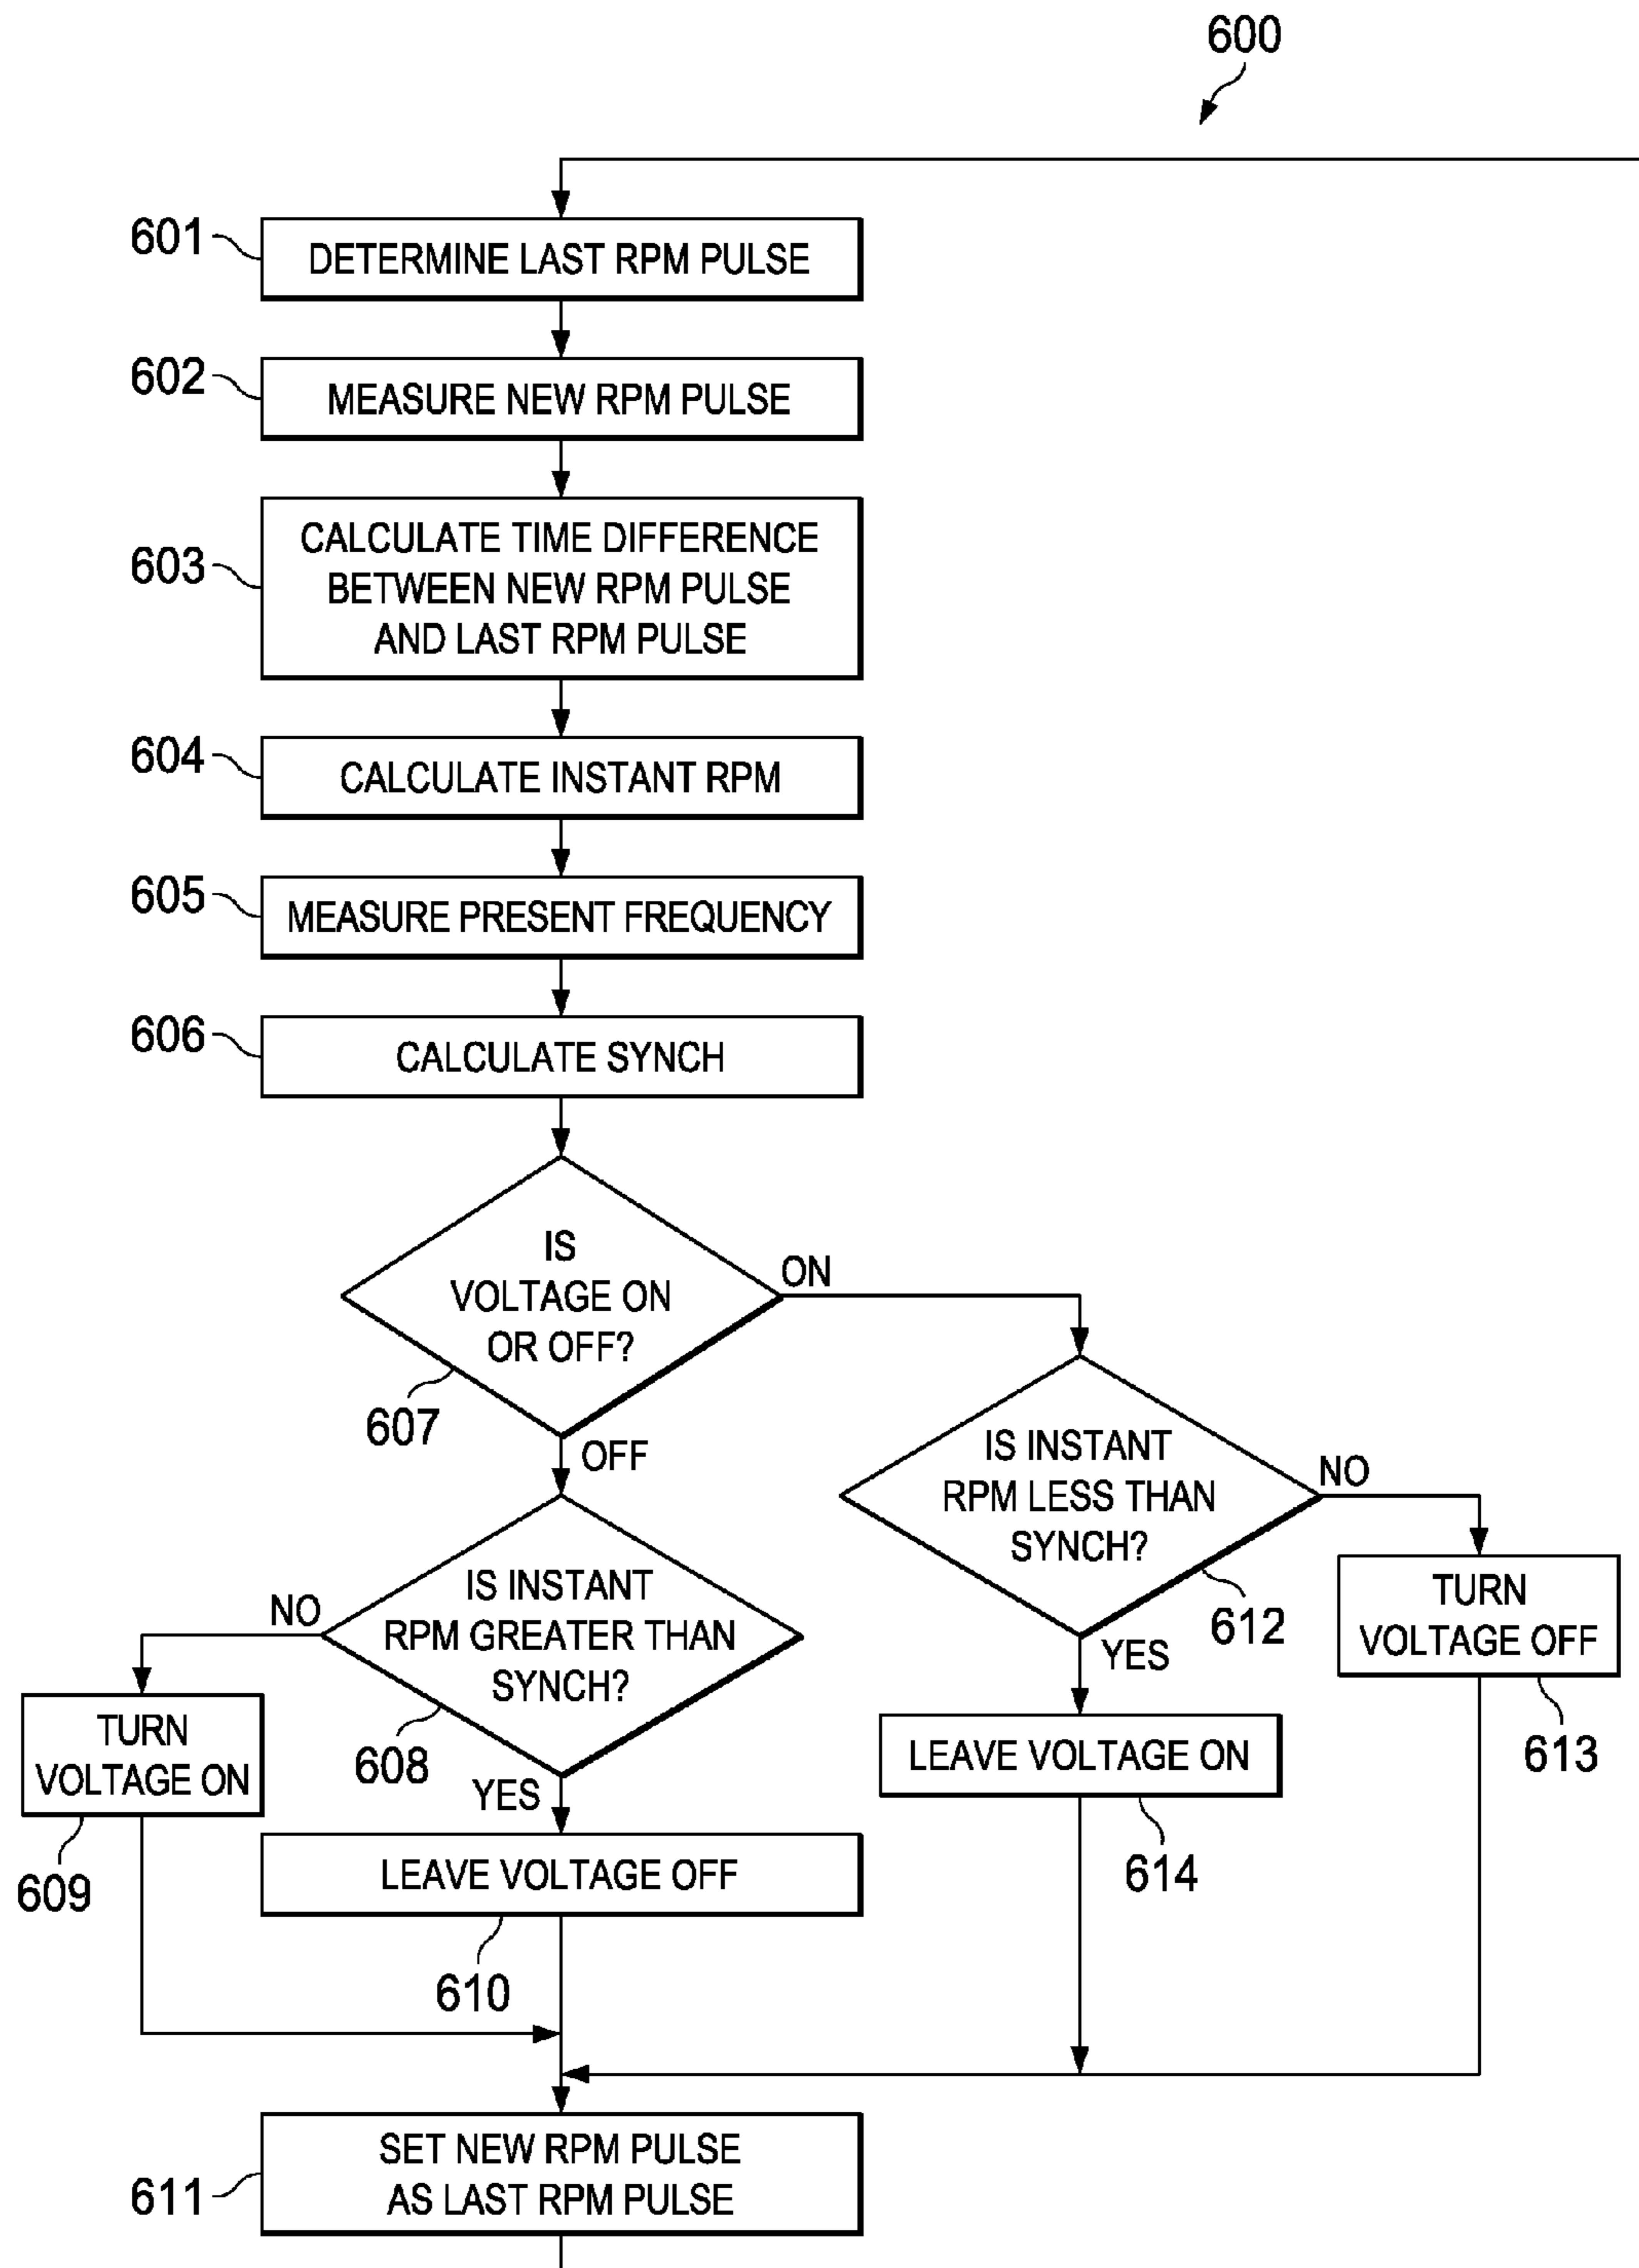 600
601
DETERMINE LAST RPM PULSE
602
MEASURE NEW RPM PULSE
603
CALCULATE TIME DIFFERENCE
BETWEEN NEW RPM PULSE
AND LAST RPM PULSE
604
CALCULATE INSTANT RPM
605
MEASURE PRESENT FREQUENCY
606
CALCULATE SYNCH
IS
VOLTAGE ON
OR OFF?
607
ON
OFF
IS INSTANT
RPM LESS THAN
SYNCH?
612
NO
YES
TURN
VOLTAGE OFF
613
IS INSTANT
RPM GREATER THAN
SYNCH?
608
NO
YES
TURN
VOLTAGE ON
609
LEAVE VOLTAGE ON
614
LEAVE VOLTAGE OFF
610
SET NEW RPM PULSE
AS LAST RPM PULSE
611